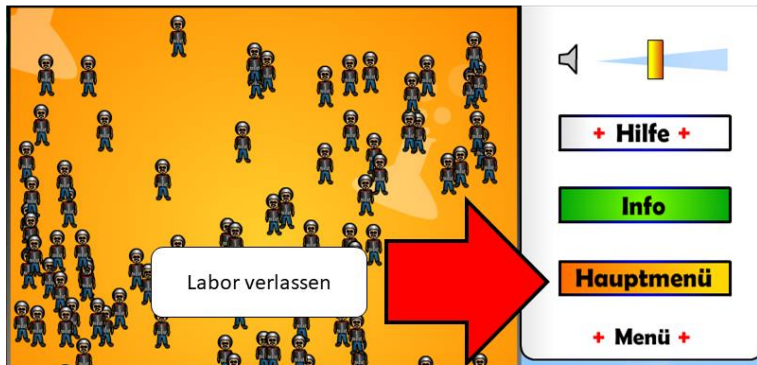 + Hilfe +
Info
Labor verlassen
Hauptmenü
+ Menü +